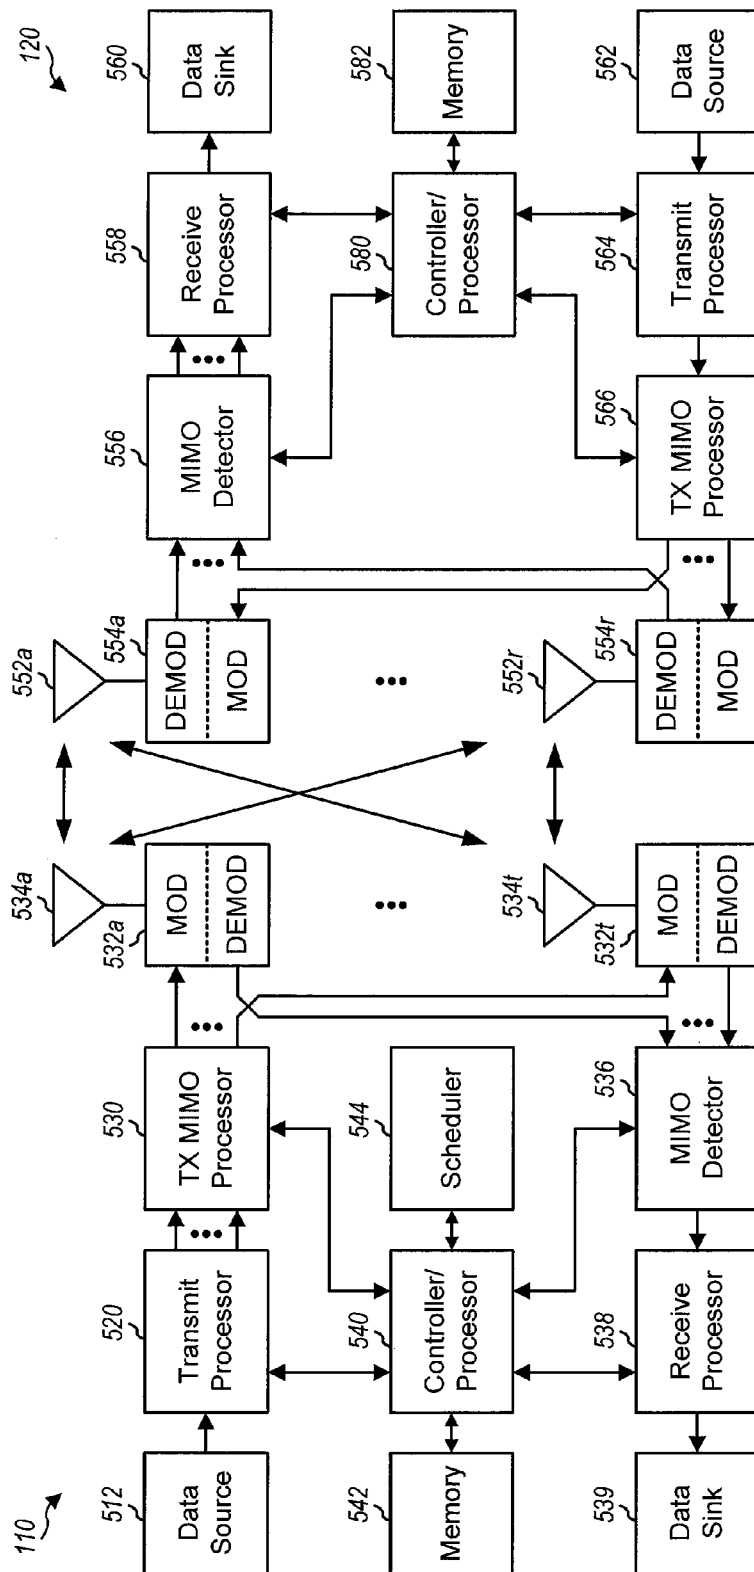 110
120
512
Data
Source
520
Transmit
Processor
530
TX MIMO
Processor
534a
532a
MOD
DEMOD
552a
554a
DEMOD
MOD
556
MIMO
Detector
558
Receive
Processor
560
Data
Sink
542
Memory
540
Controller/
Processor
544
Scheduler
580
Controller/
Processor
582
Memory
539
Data
Sink
538
Receive
Processor
536
MIMO
Detector
534t
532t
MOD
DEMOD
552r
554r
DEMOD
MOD
566
TX MIMO
Processor
564
Transmit
Processor
562
Data
Source